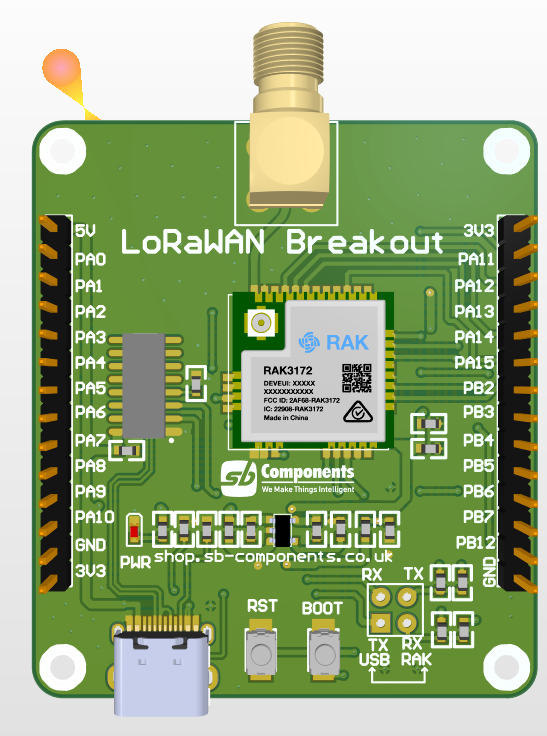 LoRaWAN Breakout
5V
PA0
PA1
PA2
PA3
PA4
PA5
PA6
PA7
PA8
PA9
PA10
GND
3V3
3V3
PA11
PA12
PA13
PA14
PA15
PB2
PB3
PB4
PB5
PB6
PB7
PB12
GND
RAK
RAK3172
DEVEUI: XXXXX
XXXXXXXXXXX
FCC ID: 2AF6B-RAK3172
IC: 22908-RAK3172
Made in China
sb Components
We Make Things Intelligent
PWR
shop.sb-components.co.uk
RST
BOOT
RX TX
TX RX
USB RAK